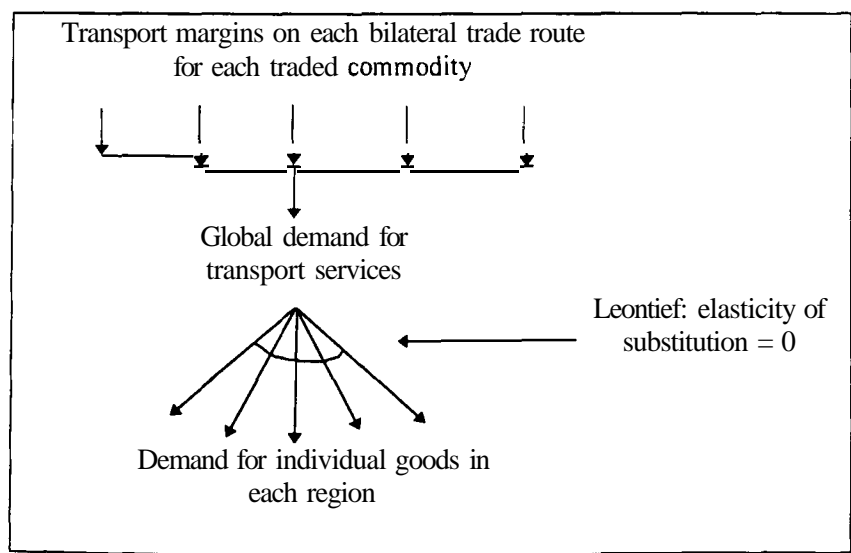 Transport margins on each bilateral trade route
for each traded commodity
Global demand for
transport services
Leontief: elasticity of
substitution = 0
Demand for individual goods in
each region